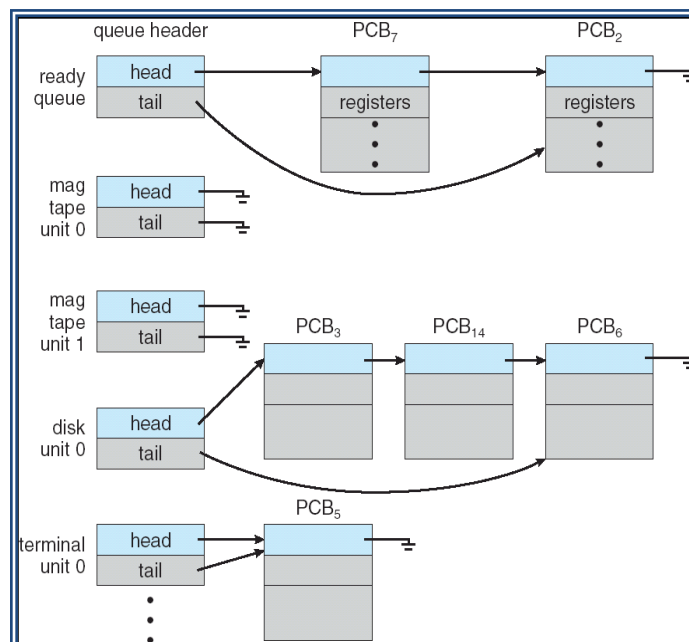 queue header
PCB7
PCB2
ready
queue
head
tail
registers
registers
mag
tape
unit 0
head
tail
mag
tape
unit 1
head
tail
PCB3
PCB14
PCB6
disk
unit 0
head
tail
PCB5
terminal
unit 0
head
tail